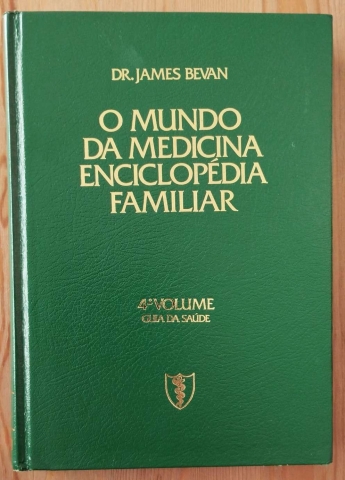 DR. JAMES BEVAN
O MUNDO
DA MEDICINA
ENCICLOPÉDIA
FAMILIAR
4º VOLUME
GUIA DA SAÚDE